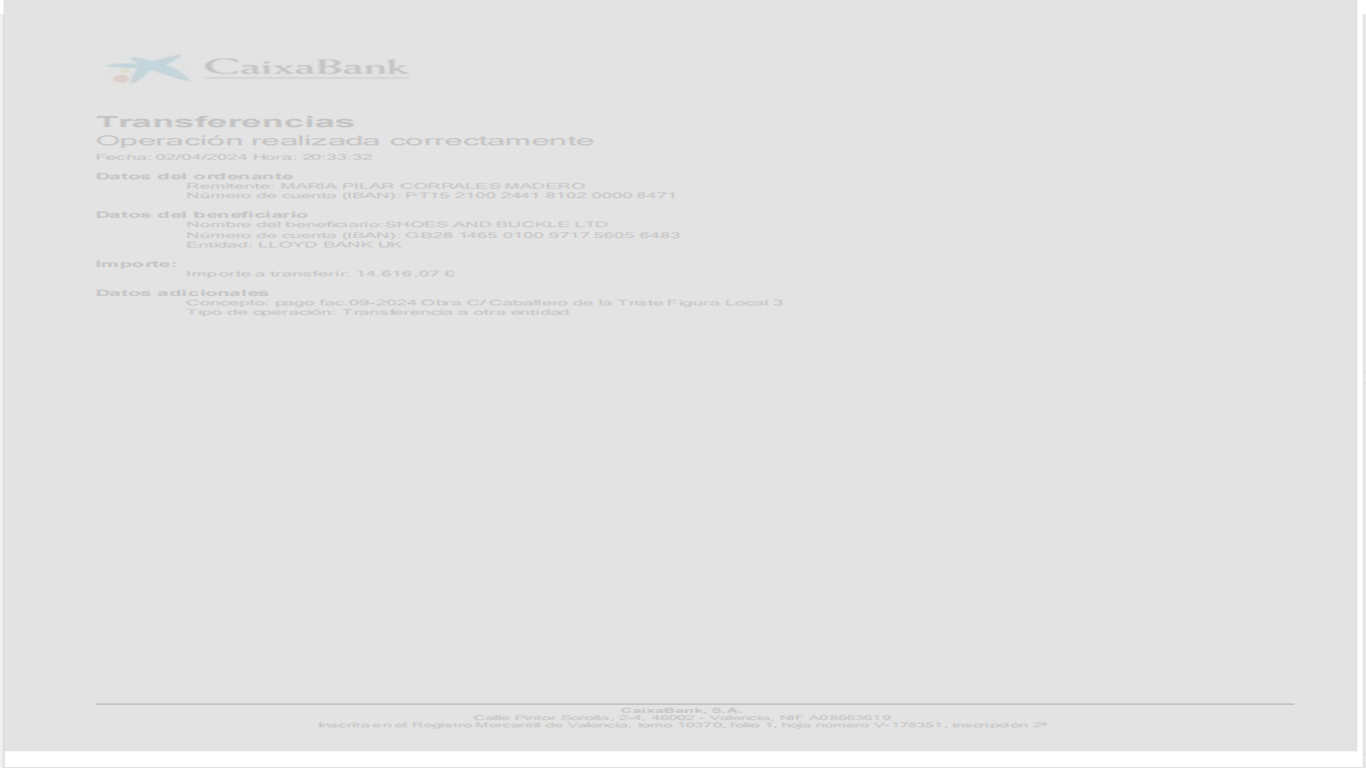 CaixaBank
Transferencias
Operación realizada correctamente
Fecha: 02/04/2024 Hora: 20:33:32
Datos del ordenante
Remitente: MARIA PILAR CORRALES MADERO
Número de cuenta (IBAN): PT15 2100 2441 8102 0000 8471
Datos del beneficiario
Nombre del beneficiario:SHOES AND BUCKLE LTD
Número de cuenta (IBAN): GB28 1465 0100 9717 5605 6483
Entidad: LLOYD BANK UK
Importe:
Importe a transferir: 14.616,07 €
Datos adicionales
Concepto: pago fac.09-2024 Obra C/ Caballero de la Triste Figura Local 3
Tipo de operación: Transferencia a otra entidad
CaixaBank, S.A.
Calle Pintor Sorolla, 2-4, 46002 - Valencia, NIF A08663619
Inscrita en el Registro Mercantil de Valencia, tomo 10370, folio 1, hoja número V-178351, inscripción 2ª